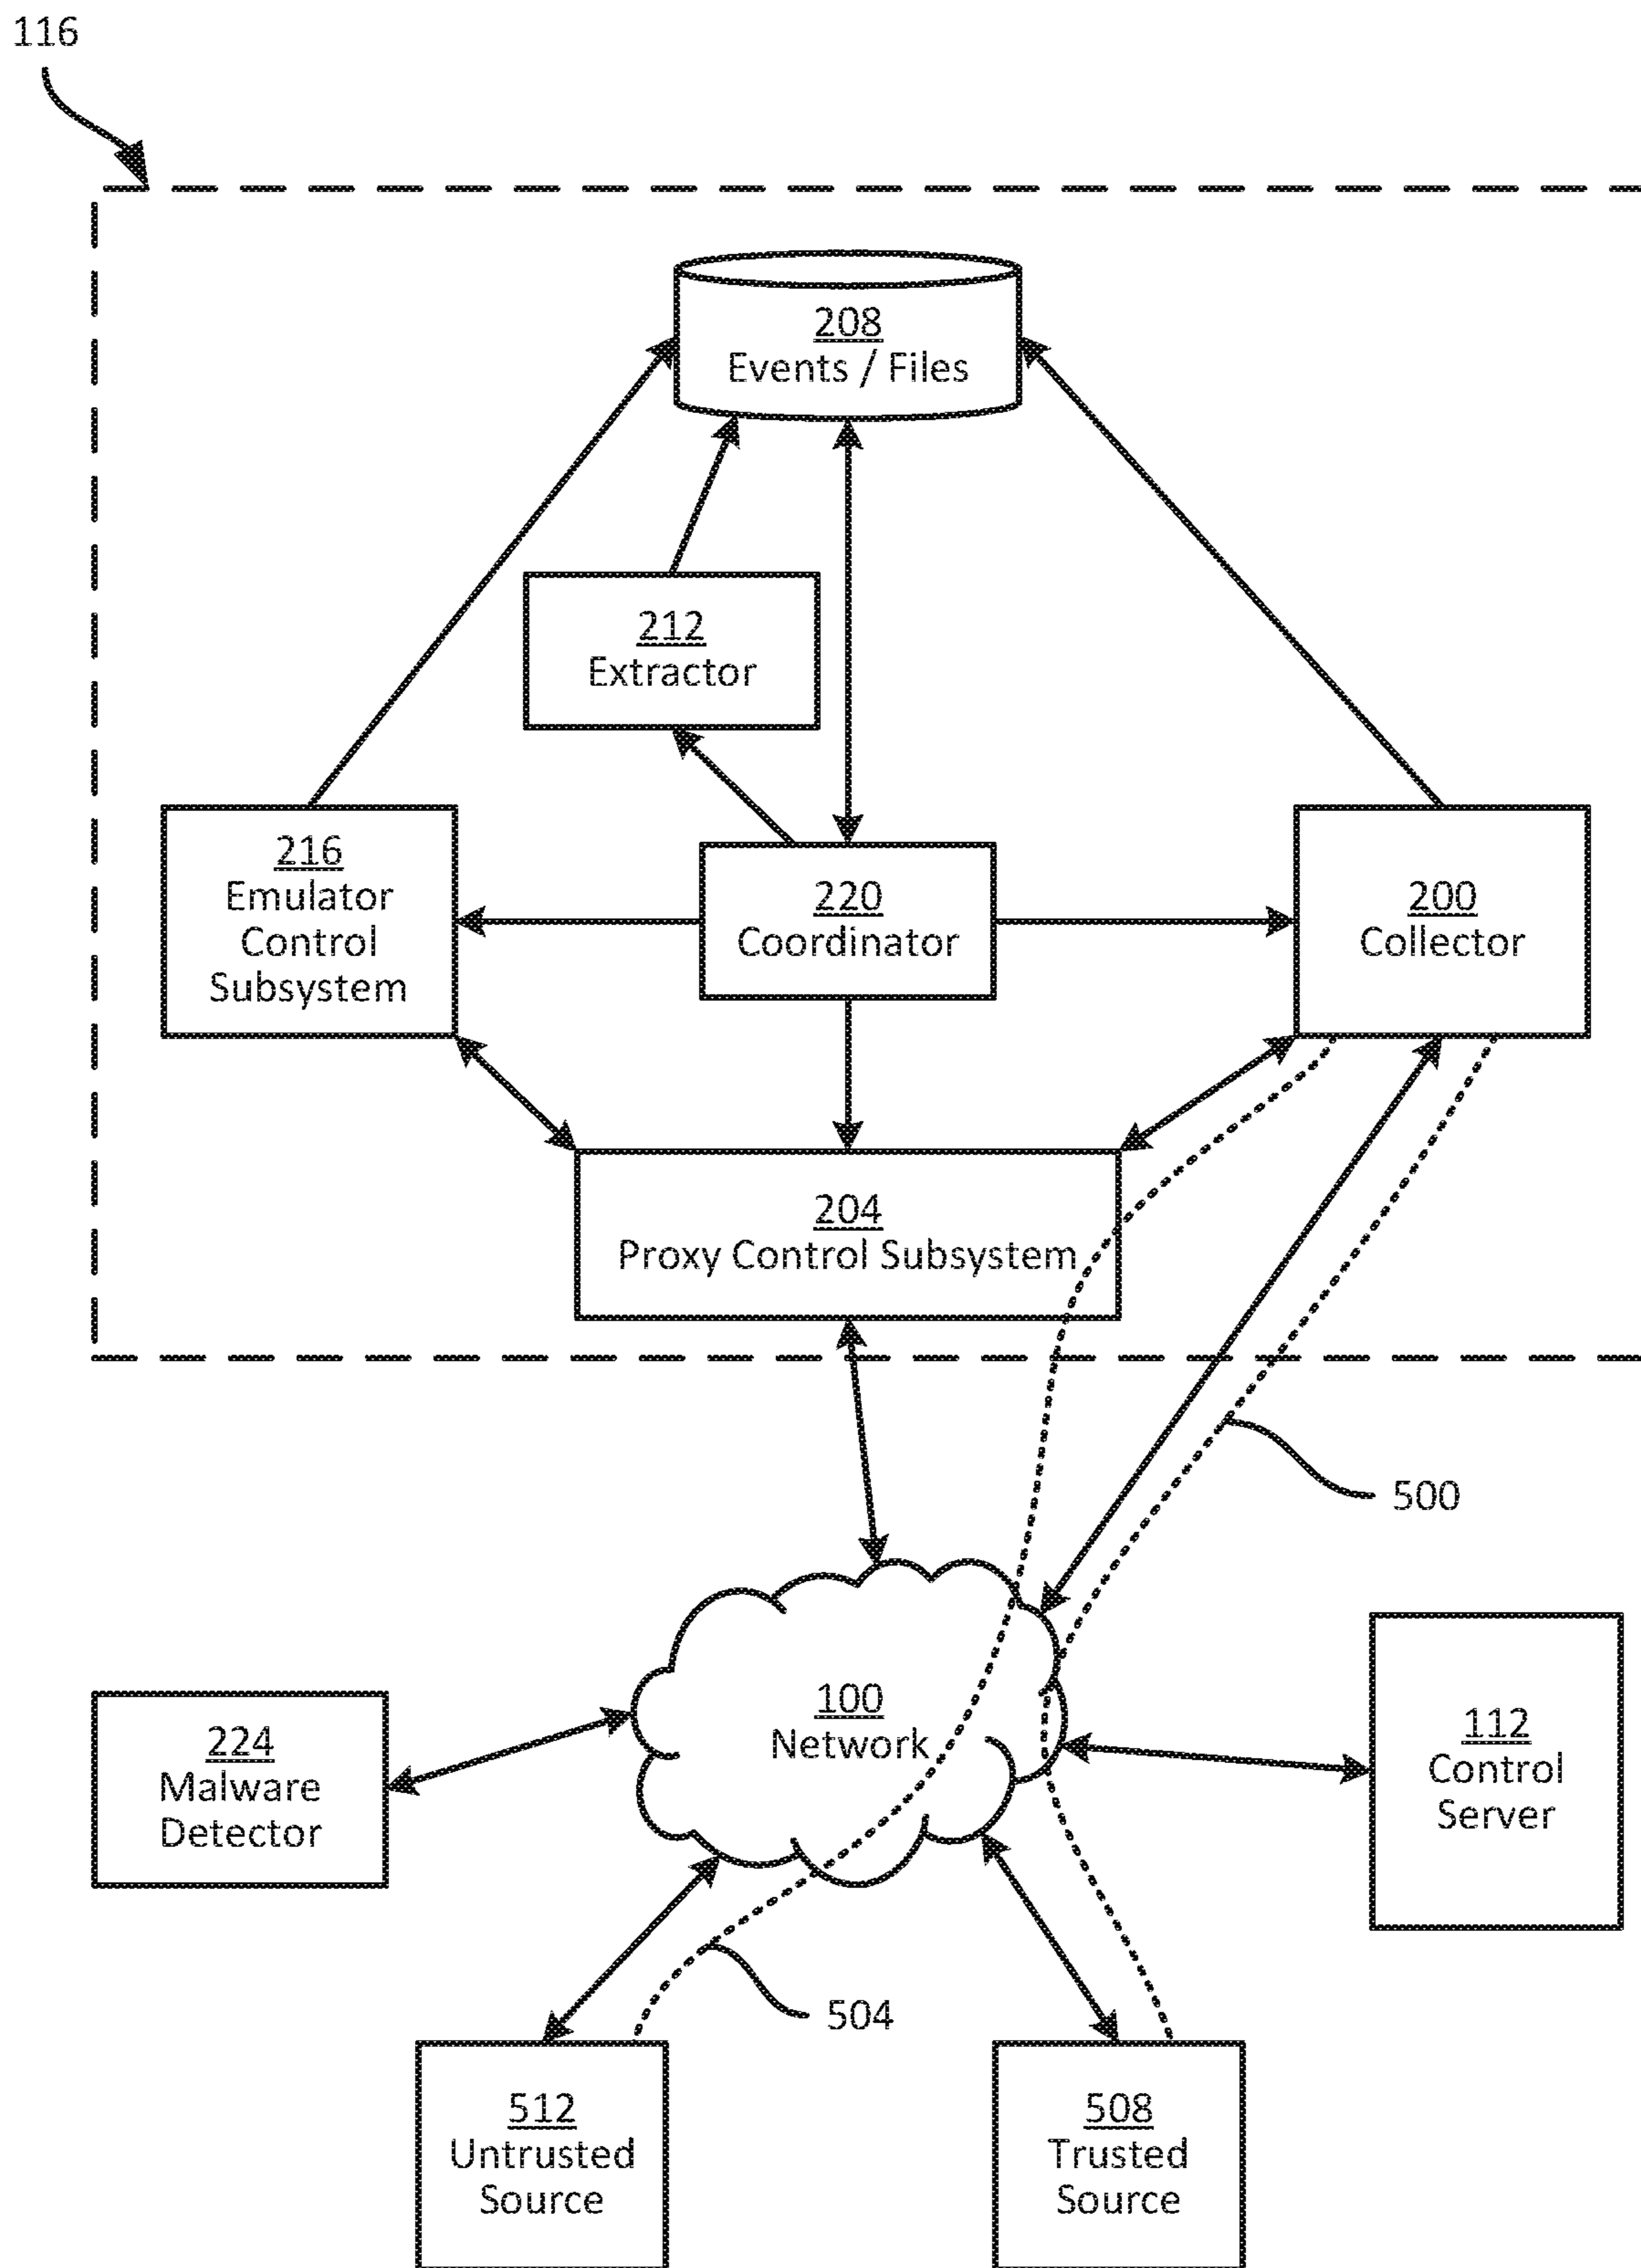 116
208
Events / Files
212
Extractor
216
Emulator
Control
Subsystem
220
Coordinator
200
Collector
204
Proxy Control Subsystem
500
100
Network
224
Malware
Detector
112
Control
Server
504
512
Untrusted
Source
508
Trusted
Source